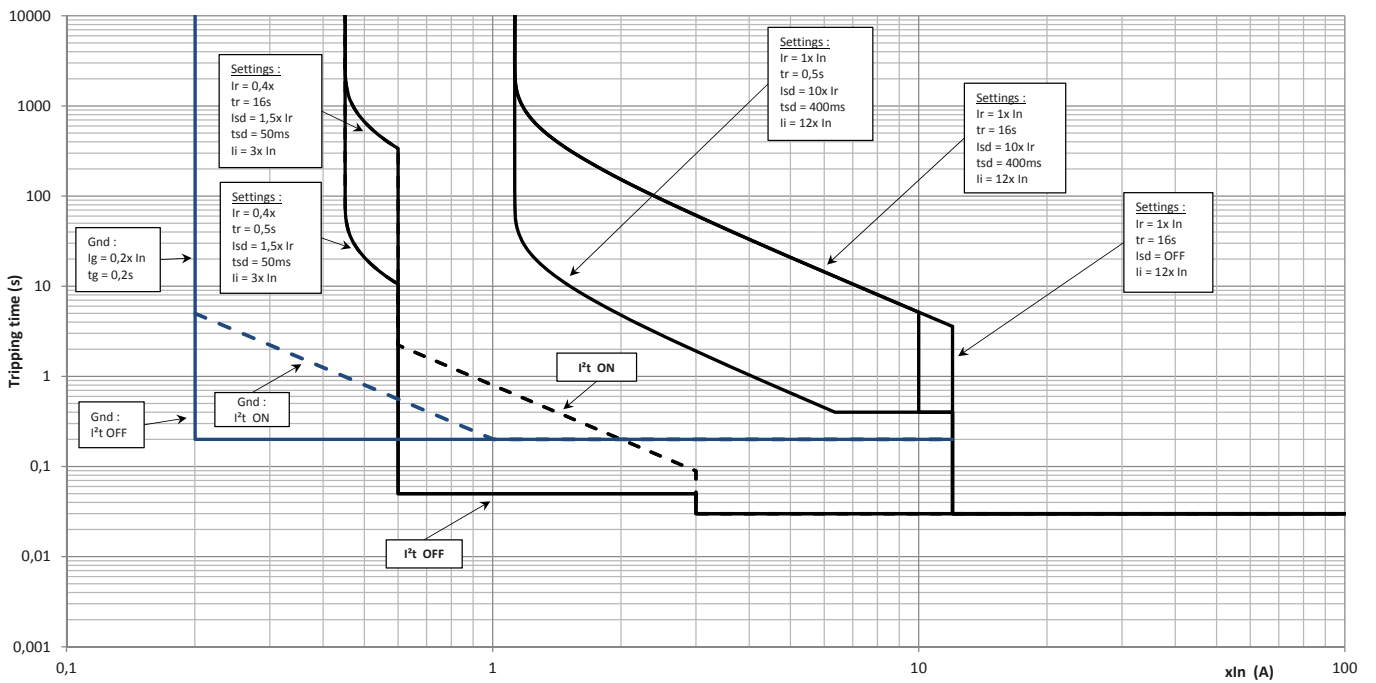 10000
1000
100
10
1
0,1
0,01
0,001
Tripping time (s)
0,1
1
10
100
xIn (A)
Settings :
Ir = 0,4x
tr = 16s
Isd = 1,5x Ir
tsd = 50ms
Ii = 3x In
Settings :
Ir = 0,4x
tr = 0,5s
Isd = 1,5x Ir
tsd = 50ms
Ii = 3x In
Gnd :
Ig = 0,2x In
tg = 0,2s
Gnd :
I²t OFF
Gnd :
I²t ON
I²t ON
I²t OFF
Settings :
Ir = 1x In
tr = 0,5s
Isd = 10x Ir
tsd = 400ms
Ii = 12x In
Settings :
Ir = 1x In
tr = 16s
Isd = 10x Ir
tsd = 400ms
Ii = 12x In
Settings :
Ir = 1x In
tr = 16s
Isd = OFF
Ii = 12x In